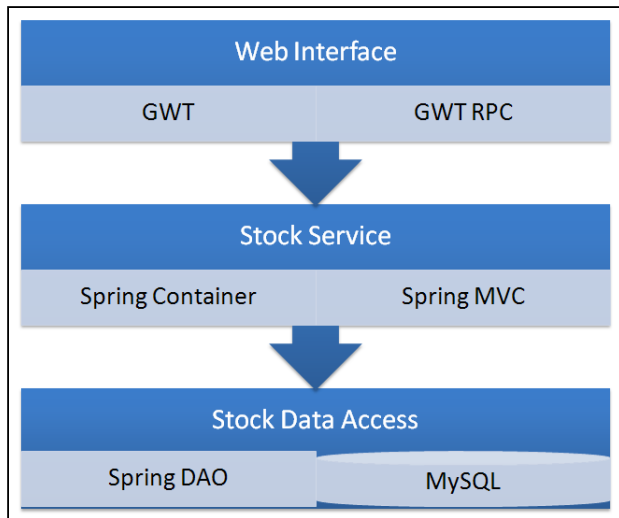 Web Interface
GWT
GWT RPC
Stock Service
Spring Container
Spring MVC
Stock Data Access
Spring DAO
MySQL